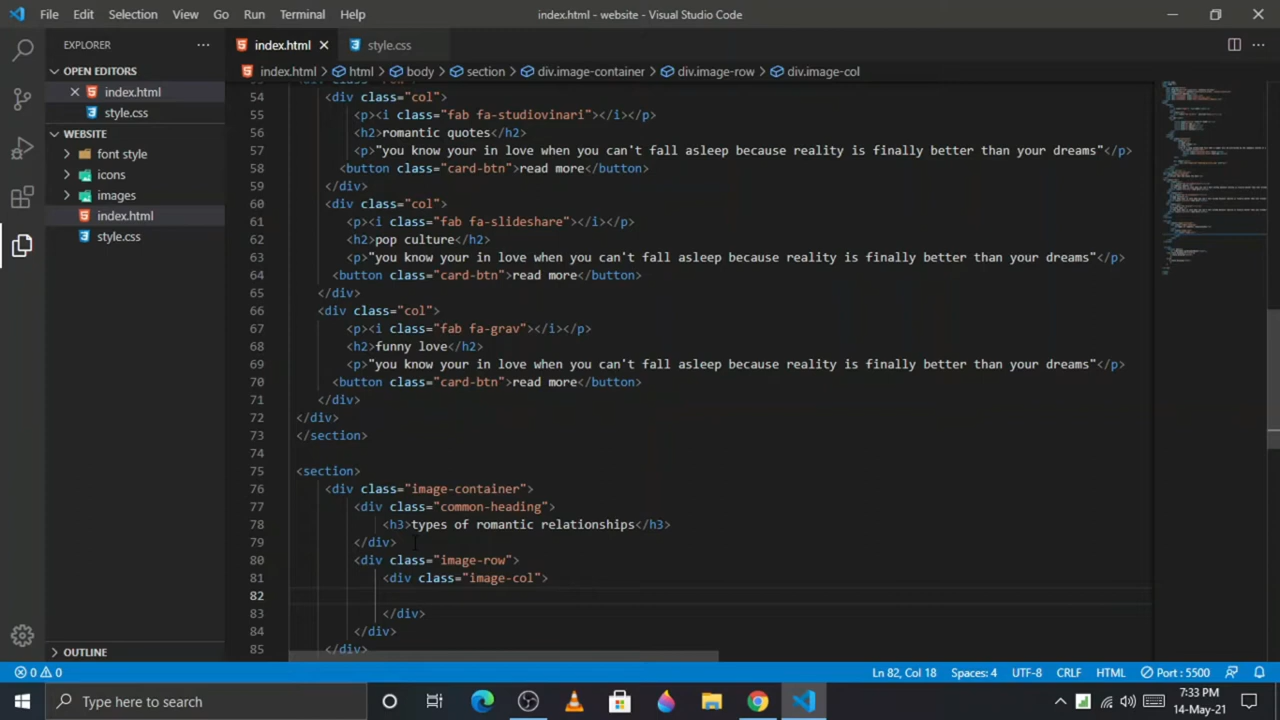 File Edit Selection View Go Run Terminal Help index.html - website - Visual Studio Code
EXPLORER
index.html
style.css
OPEN EDITORS
index.html
style.css
WEBSITE
font style
icons
images
index.html
style.css
OUTLINE
index.html > html > body > section > div.image-container > div.image-row > div.image-col
54 <div class="col">
55 <p><i class="fab fa-studiovinari"></i></p>
56 <h2>romantic quotes</h2>
57 <p>"you know your in love when you can't fall asleep because reality is finally better than your dreams"</p>
58 <button class="card-btn">read more</button>
59 </div>
60 <div class="col">
61 <p><i class="fab fa-slideshare"></i></p>
62 <h2>pop culture</h2>
63 <p>"you know your in love when you can't fall asleep because reality is finally better than your dreams"</p>
64 <button class="card-btn">read more</button>
65 </div>
66 <div class="col">
67 <p><i class="fab fa-grav"></i></p>
68 <h2>funny love</h2>
69 <p>"you know your in love when you can't fall asleep because reality is finally better than your dreams"</p>
70 <button class="card-btn">read more</button>
71 </div>
72 </div>
73 </section>
74
75 <section>
76 <div class="image-container">
77 <div class="common-heading">
78 <h3>types of romantic relationships</h3>
79 </div>
80 <div class="image-row">
81 <div class="image-col">
82
83 </div>
84 </div>
85 </div>
0 0 Ln 82, Col 18 Spaces: 4 UTF-8 CRLF HTML Port : 5500
Type here to search
7:33 PM
14-May-21